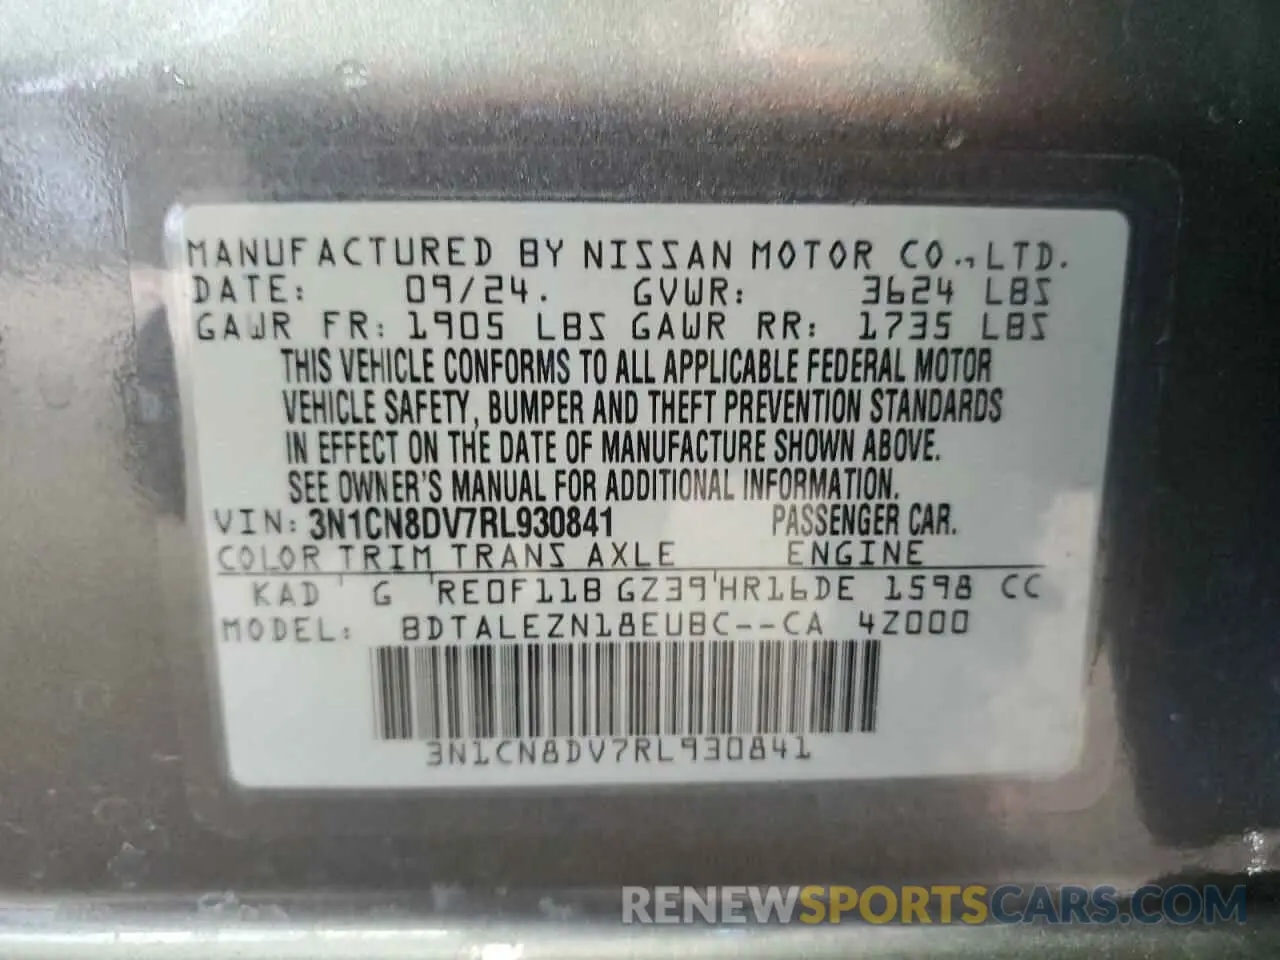 MANUFACTURED BY NISSAN MOTOR CO., LTD.
DATE: 09/24. GVWR: 3624 LBS
GAWR FR: 1905 LBS GAWR RR: 1735 LBS
THIS VEHICLE CONFORMS TO ALL APPLICABLE FEDERAL MOTOR
VEHICLE SAFETY, BUMPER AND THEFT PREVENTION STANDARDS
IN EFFECT ON THE DATE OF MANUFACTURE SHOWN ABOVE.
SEE OWNER'S MANUAL FOR ADDITIONAL INFORMATION.
VIN: 3N1CN8DV7RL930841 PASSENGER CAR.
COLOR TRIM TRANS AXLE ENGINE
KAD ' G 'RE0F11B GZ39'HR16DE 1598 CC
MODEL: BDTALEZN18EUBC--CA 4Z000
3N1CN8DV7RL930841
RENEWSPORTSCARS.COM